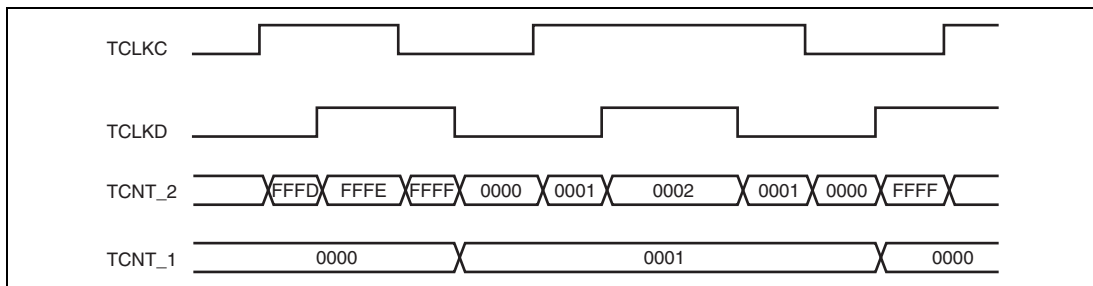 TCLKC
TCLKD
TCNT_2 FFFD FFFE FFFF 0000 0001 0002 0001 0000 FFFF
TCNT_1 0000 0001 0000